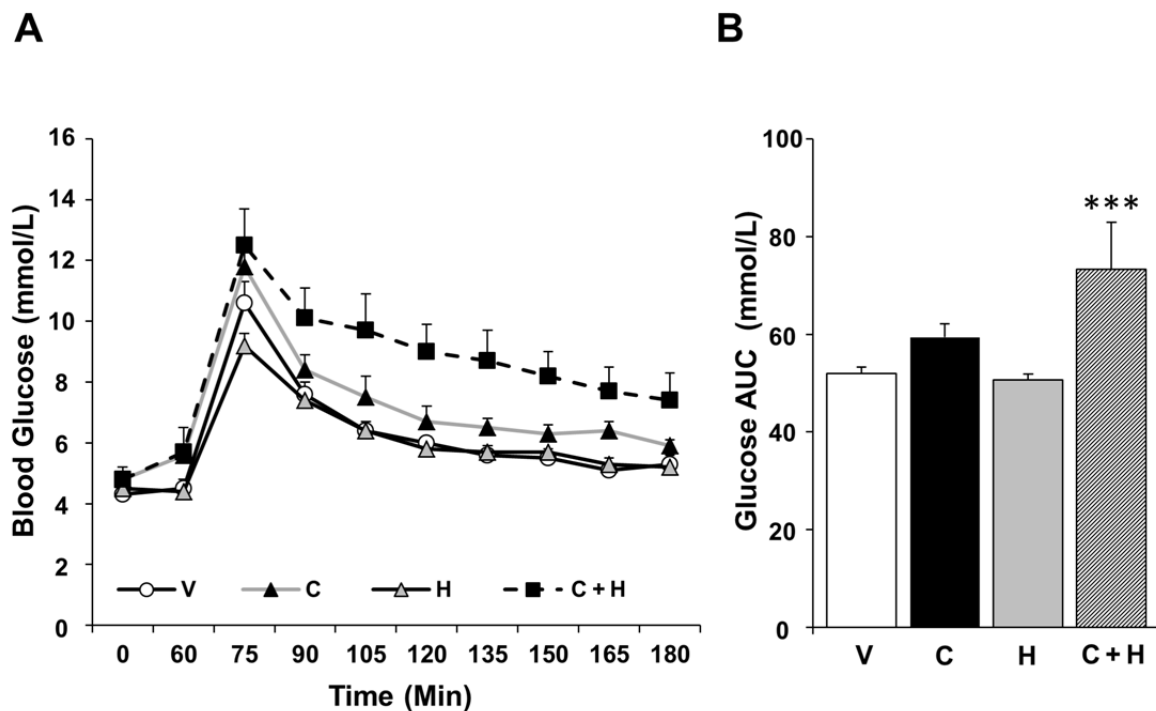 A
Blood Glucose (mmol/L)
16
14
12
10
8
6
4
2
0
V
C
H
C + H
0 60 75 90 105 120 135 150 165 180
Time (Min)
B
Glucose AUC (mmol/L)
100
80
60
40
20
0
***
V C H C + H